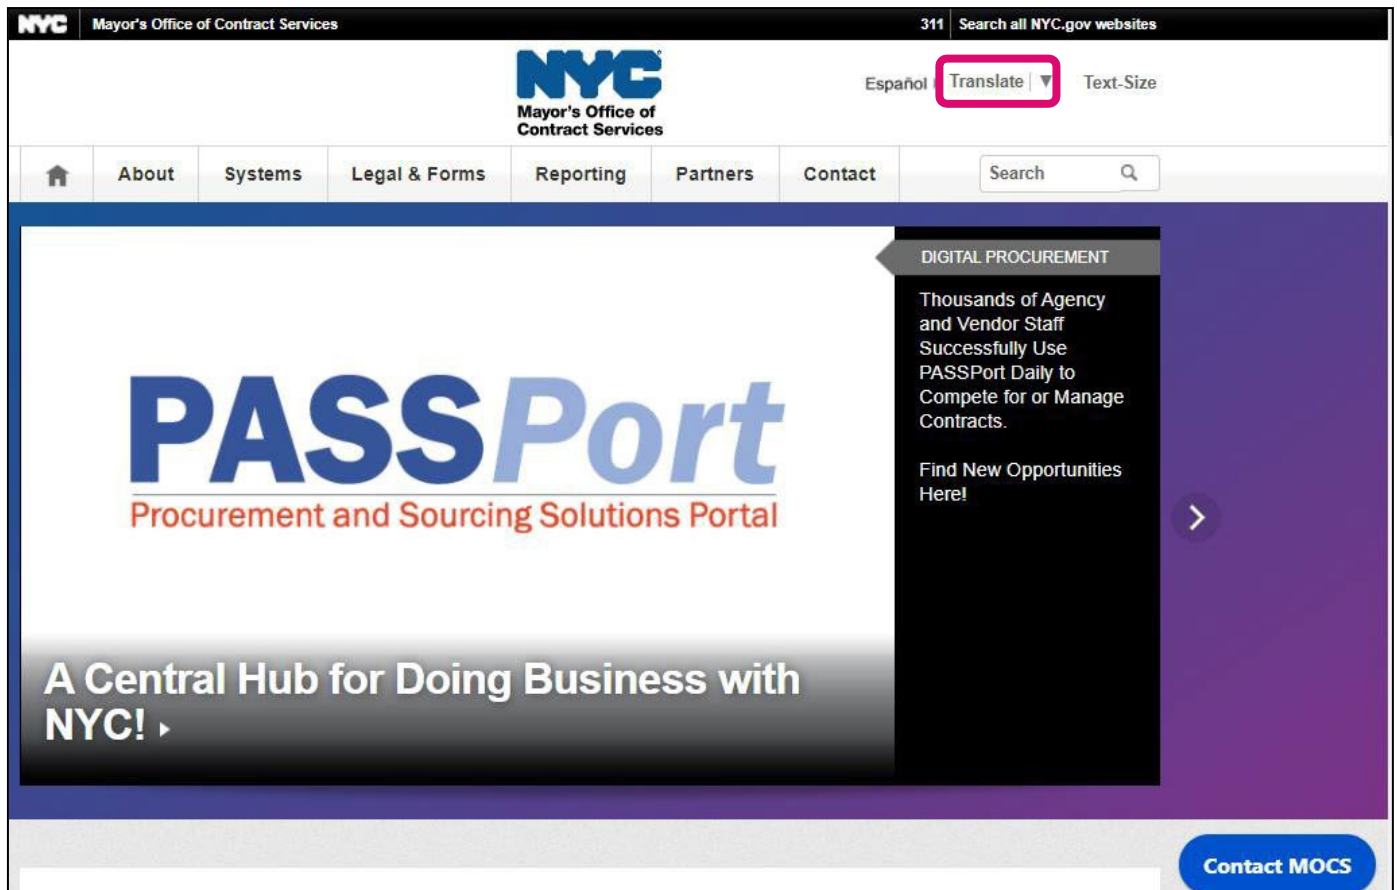 NYC Mayor's Office of Contract Services 311 Search all NYC.gov websites
NYC
Mayor's Office of
Contract Services
Español Translate ▼ Text-Size
About Systems Legal & Forms Reporting Partners Contact Search
PASSPort
Procurement and Sourcing Solutions Portal
A Central Hub for Doing Business with
NYC!
DIGITAL PROCUREMENT
Thousands of Agency
and Vendor Staff
Successfully Use
PASSPort Daily to
Compete for or Manage
Contracts.
Find New Opportunities
Here!
Contact MOCS